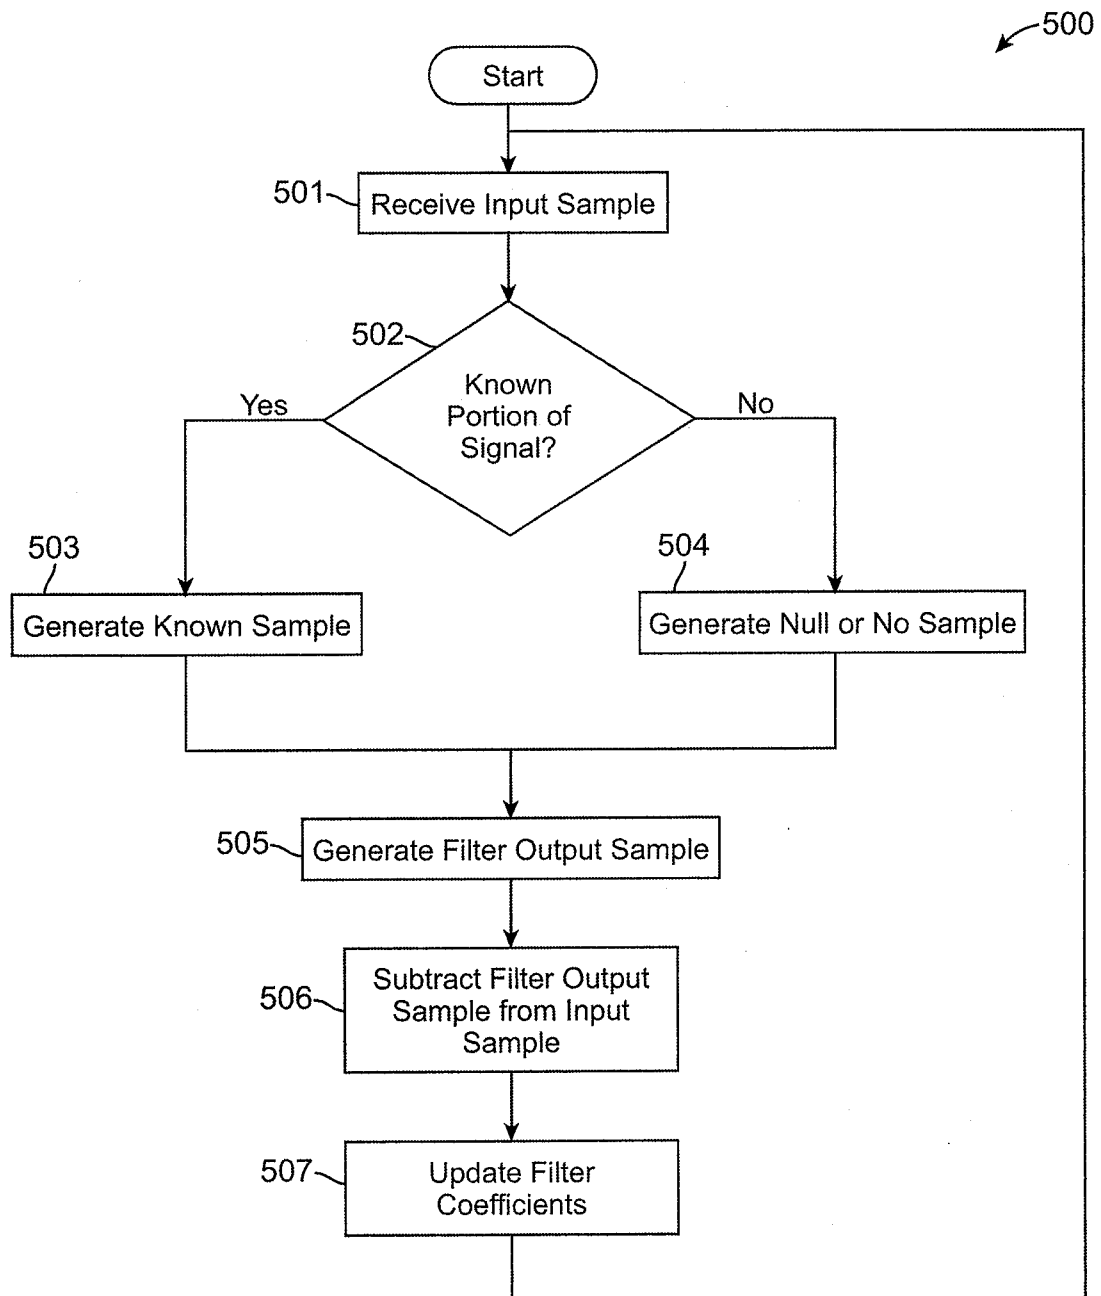 500
Start
501
Receive Input Sample
502
Known
Portion of
Signal?
Yes
No
503
Generate Known Sample
504
Generate Null or No Sample
505
Generate Filter Output Sample
506
Subtract Filter Output
Sample from Input
Sample
507
Update Filter
Coefficients